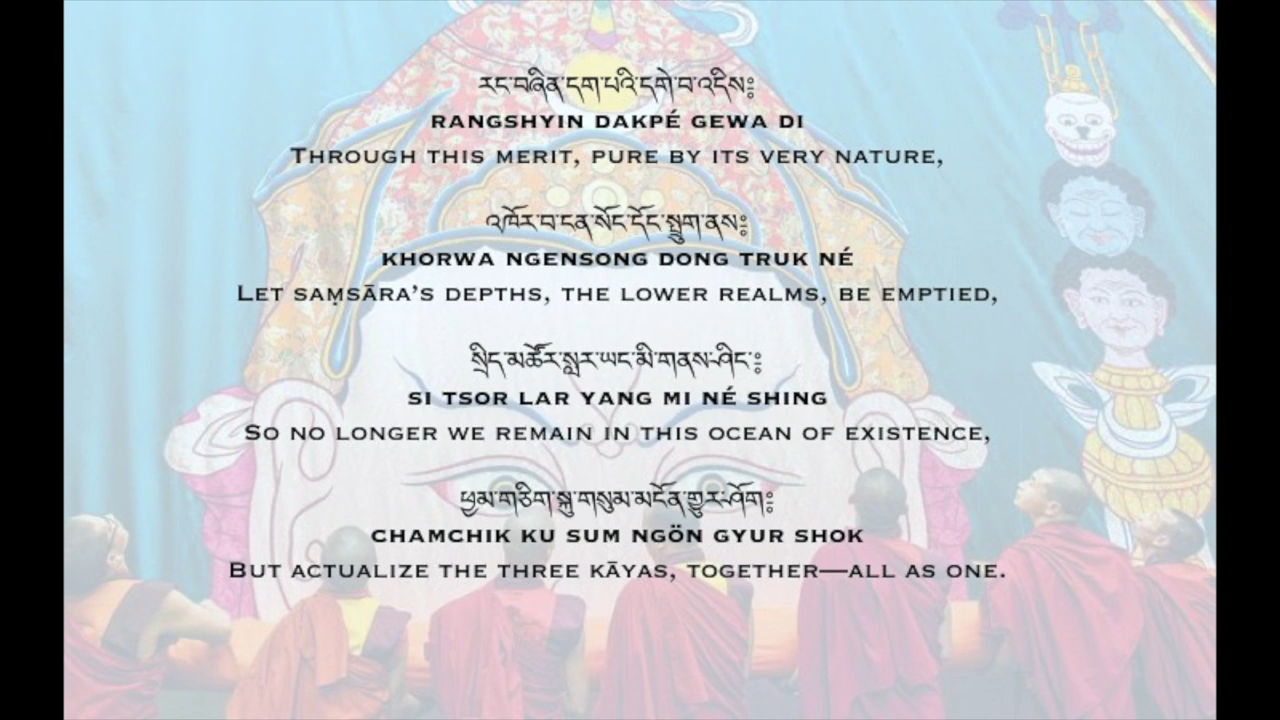 རང་བཞིན་དག་པའི་དགེ་བ་འདིས༔
RANGSHYIN DAKPÉ GEWA DI
THROUGH THIS MERIT, PURE BY ITS VERY NATURE,
འཁོར་བ་ངན་སོང་དོང་སྤྲུག་ནས༔
KHORWA NGENSONG DONG TRUK NÉ
LET SAṂSĀRA’S DEPTHS, THE LOWER REALMS, BE EMPTIED,
སྲིད་མཚོར་སླར་ཡང་མི་གནས་ཤིང་༔
SI TSOR LAR YANG MI NÉ SHING
SO NO LONGER WE REMAIN IN THIS OCEAN OF EXISTENCE,
ཕྱམ་གཅིག་སྐུ་གསུམ་མངོན་གྱུར་ཤོག༔
CHAMCHIK KU SUM NGÖN GYUR SHOK
BUT ACTUALIZE THE THREE KĀYAS, TOGETHER—ALL AS ONE.